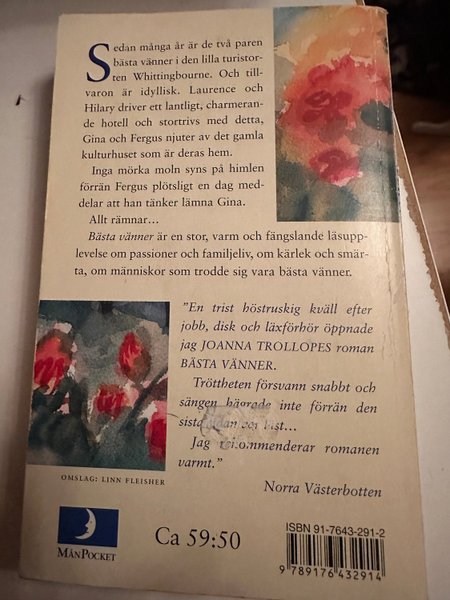 Sedan många år är de två paren
bästa vänner i den lilla turistor-
ten Whittingbourne. Och till-
varon är idyllisk. Laurence och
Hilary driver ett lantligt, charmeran-
de hotell och stortrivs med detta,
Gina och Fergus njuter av det gamla
kulturhuset som är deras hem.
Inga mörka moln syns på himlen
förrän Fergus plötsligt en dag med-
delar att han tänker lämna Gina.
Allt rämnar...
Bästa vänner är en stor, varm och fängslande läsupp-
levelse om passioner och familjeliv, om kärlek och smär-
ta, om människor som trodde sig vara bästa vänner.
"En trist höstruskig kväll efter
jobb, disk och läxförhör öppnade
jag JOANNA TROLLOPES roman
BÄSTA VÄNNER.
Tröttheten försvann snabbt och
sängen hägrade inte förrän den
sista sidan var läst...
Jag rekommenderar romanen
varmt."
Norra Västerbotten
OMSLAG: LINN FLEISHER
MÅNPOCKET
Ca 59:50
ISBN 91-7643-291-2
9 789176 432914